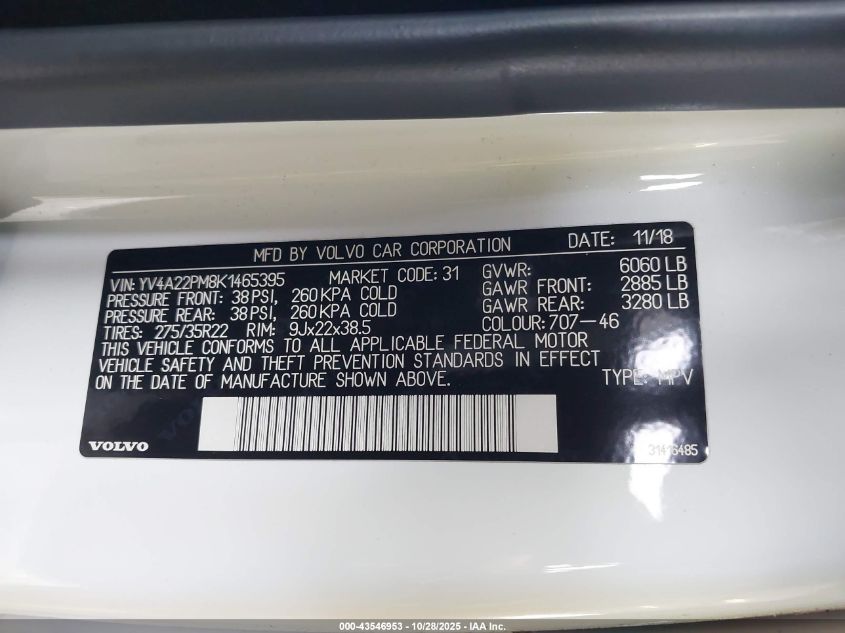 MFD BY VOLVO CAR CORPORATION DATE: 11/18
VIN: YV4A22PM8K1465395 MARKET CODE: 31 GVWR: 6060 LB
PRESSURE FRONT: 38 PSI, 260 KPA COLD GAWR FRONT: 2885 LB
PRESSURE REAR: 38 PSI, 260 KPA COLD GAWR REAR: 3280 LB
TIRES: 275/35R22 RIM: 9Jx22x38.5 COLOUR: 707-46
THIS VEHICLE CONFORMS TO ALL APPLICABLE FEDERAL MOTOR
VEHICLE SAFETY AND THEFT PREVENTION STANDARDS IN EFFECT
ON THE DATE OF MANUFACTURE SHOWN ABOVE. TYPE: MPV
VOLVO 31416485
000-43546953 - 10/28/2025 - IAA Inc.